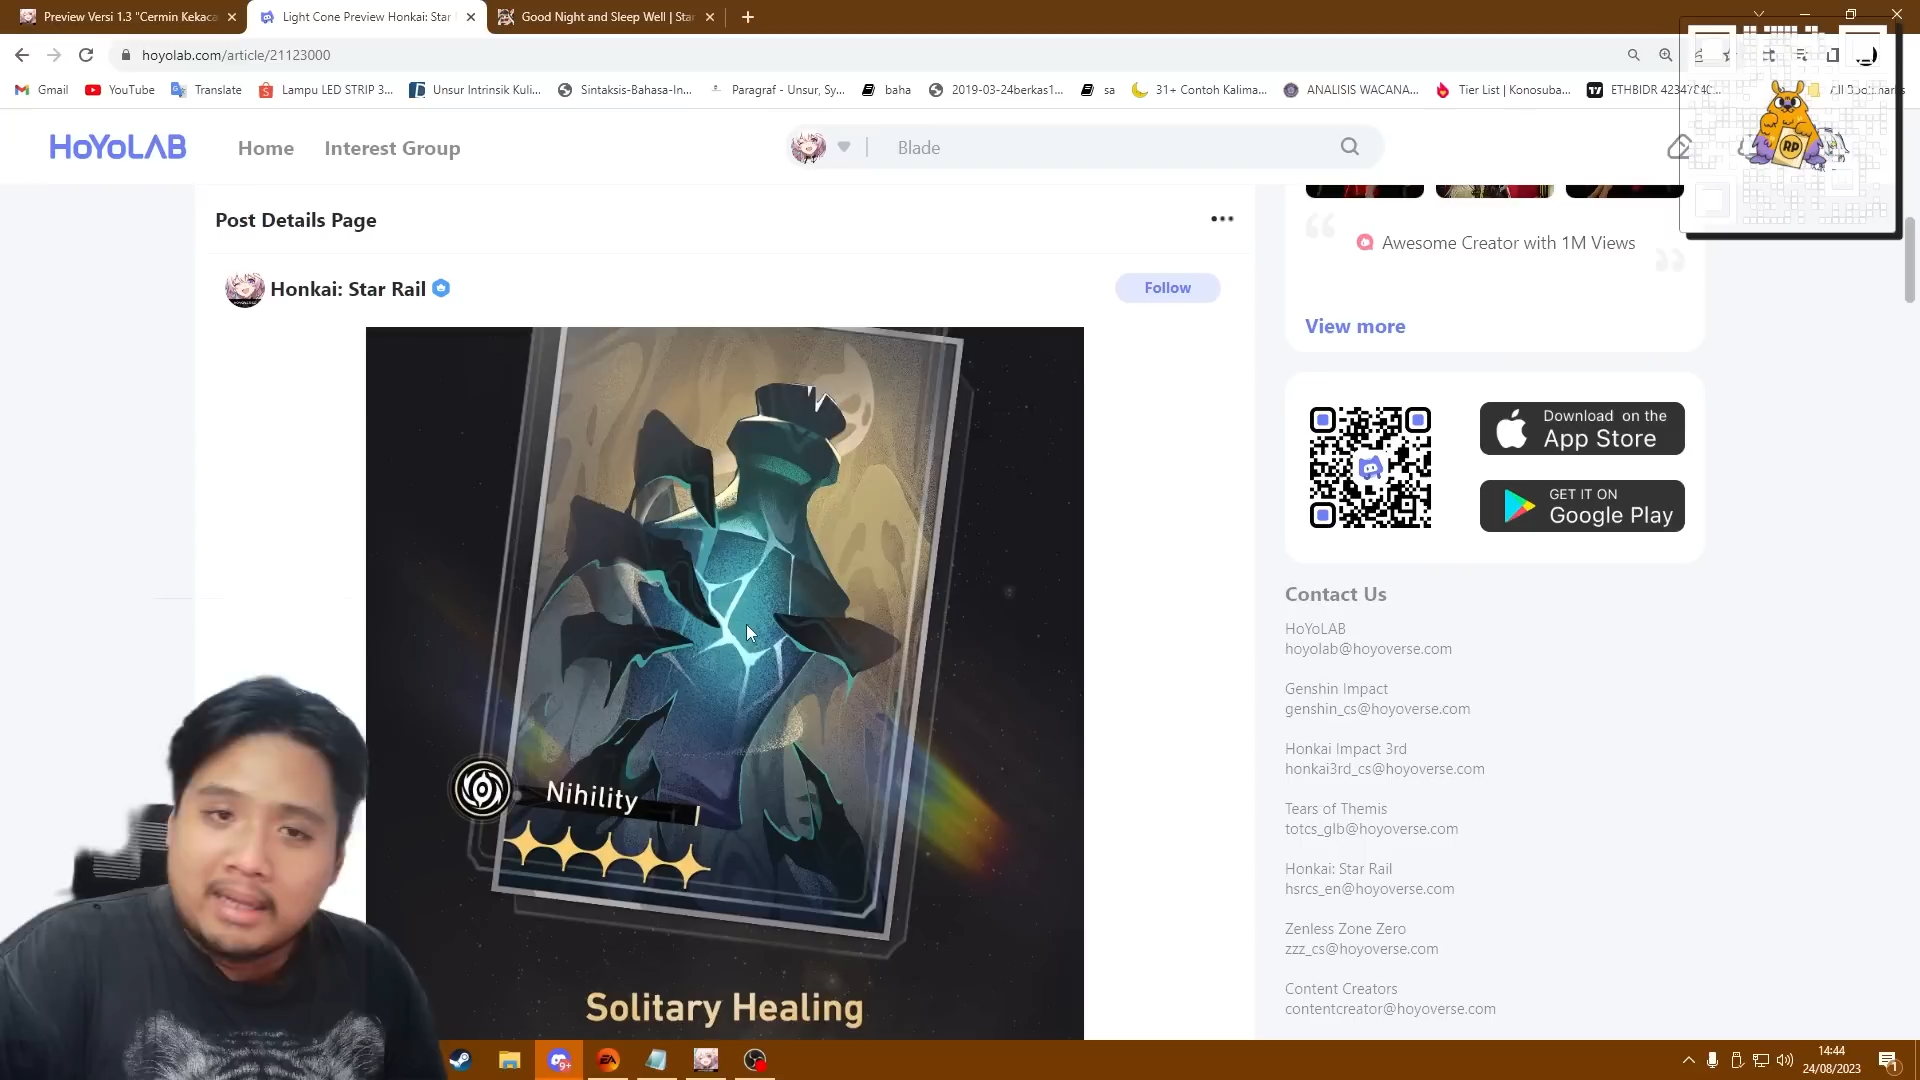 Preview Versi 1.3 "Cermin Kekaca
Light Cone Preview Honkai: Star
Good Night and Sleep Well | Star
hoyolab.com/article/21123000
Gmail
YouTube
Translate
Lampu LED STRIP 3...
Unsur Intrinsik Kuli...
Sintaksis-Bahasa-In...
Paragraf - Unsur, Sy...
baha
2019-03-24berkas1...
sa
31+ Contoh Kalima...
ANALISIS WACANA...
Tier List | Konosuba...
All Bookmarks
HoYoLAB
Home
Interest Group
Blade
RP
Post Details Page
Awesome Creator with 1M Views
Honkai: Star Rail
Follow
View more
Download on the
App Store
GET IT ON
Google Play
Nihility
Solitary Healing
Contact Us
HoYoLAB
hoyolab@hoyoverse.com
Genshin Impact
genshin_cs@hoyoverse.com
Honkai Impact 3rd
honkai3rd_cs@hoyoverse.com
Tears of Themis
totcs_glb@hoyoverse.com
Honkai: Star Rail
hsrcs_en@hoyoverse.com
Zenless Zone Zero
zzz_cs@hoyoverse.com
Content Creators
contentcreator@hoyoverse.com
9+
EA
14:44
24/08/2023
1